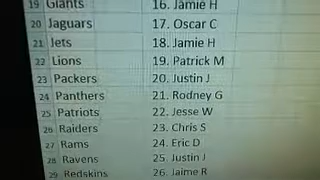 19 Giants 16. Jamie H
20 Jaguars 17. Oscar C
21 Jets 18. Jamie H
22 Lions 19. Patrick M
23 Packers 20. Justin J
24 Panthers 21. Rodney G
25 Patriots 22. Jesse W
26 Raiders 23. Chris S
27 Rams 24. Eric D
28 Ravens 25. Justin J
29 Redskins 26. Jaime R